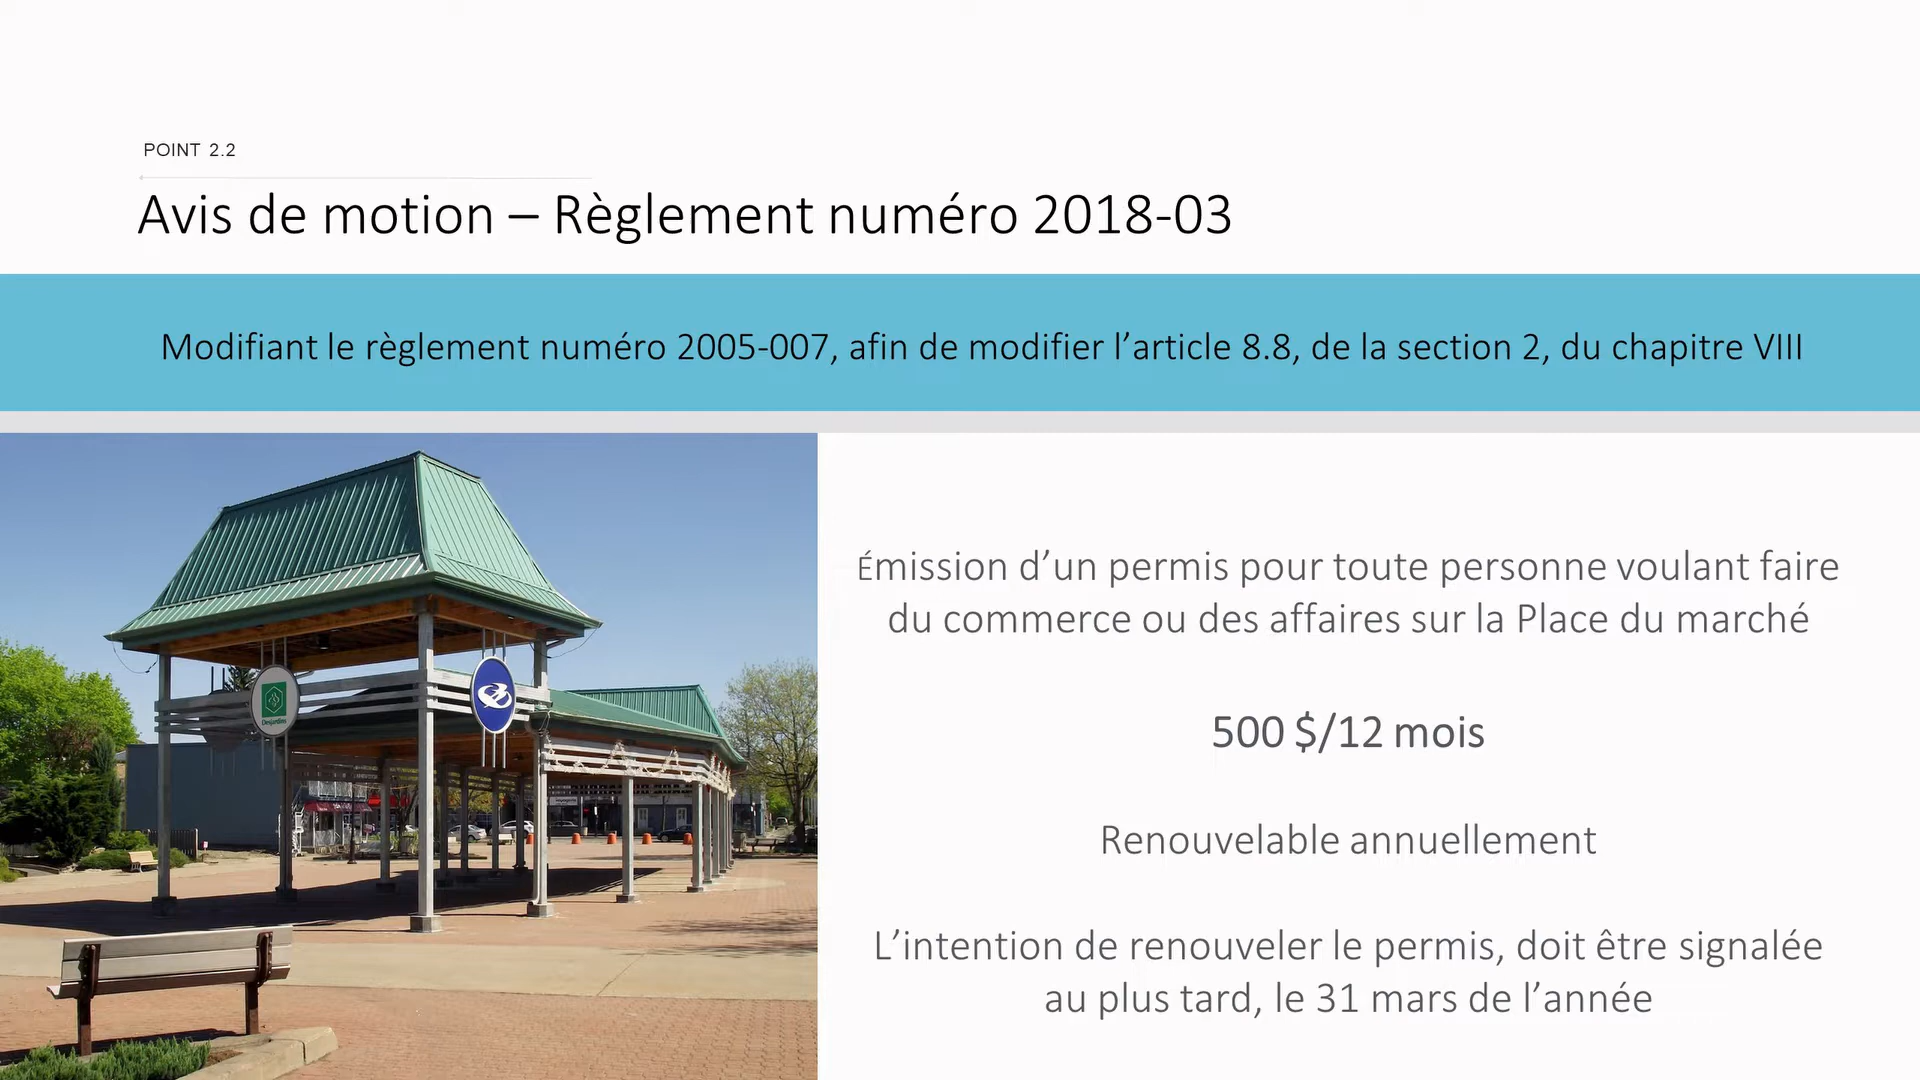 POINT 2.2
Avis de motion – Règlement numéro 2018-03
Modifiant le règlement numéro 2005-007, afin de modifier l’article 8.8, de la section 2, du chapitre VIII
Desjardins
Émission d’un permis pour toute personne voulant faire
du commerce ou des affaires sur la Place du marché
500 $/12 mois
Renouvelable annuellement
L’intention de renouveler le permis, doit être signalée
au plus tard, le 31 mars de l’année